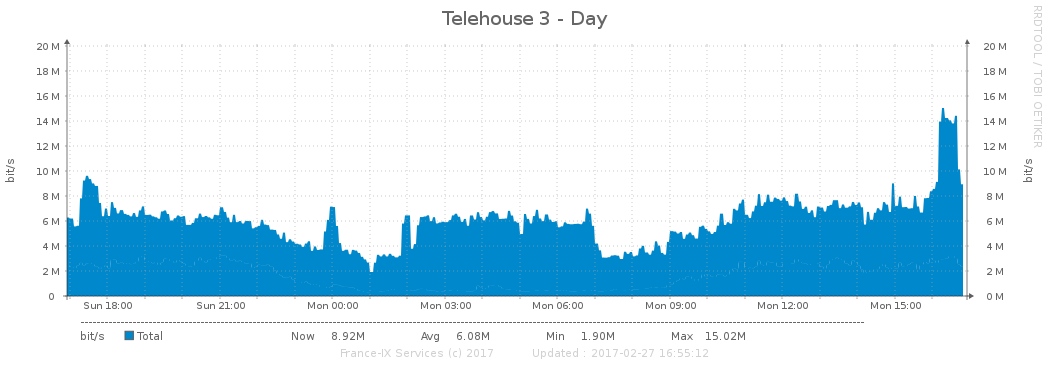 Telehouse 3 - Day
RRDTOOL / TOBI OETIKER
20 M 20 M
18 M 18 M
16 M 16 M
14 M 14 M
12 M 12 M
10 M 10 M
8 M 8 M
6 M 6 M
4 M 4 M
2 M 2 M
0 0 M
bit/s bit/s
Sun 18:00 Sun 21:00 Mon 00:00 Mon 03:00 Mon 06:00 Mon 09:00 Mon 12:00 Mon 15:00
bit/s Total Now 8.92M Avg 6.08M Min 1.90M Max 15.02M
France-IX Services (c) 2017 Updated : 2017-02-27 16:55:12